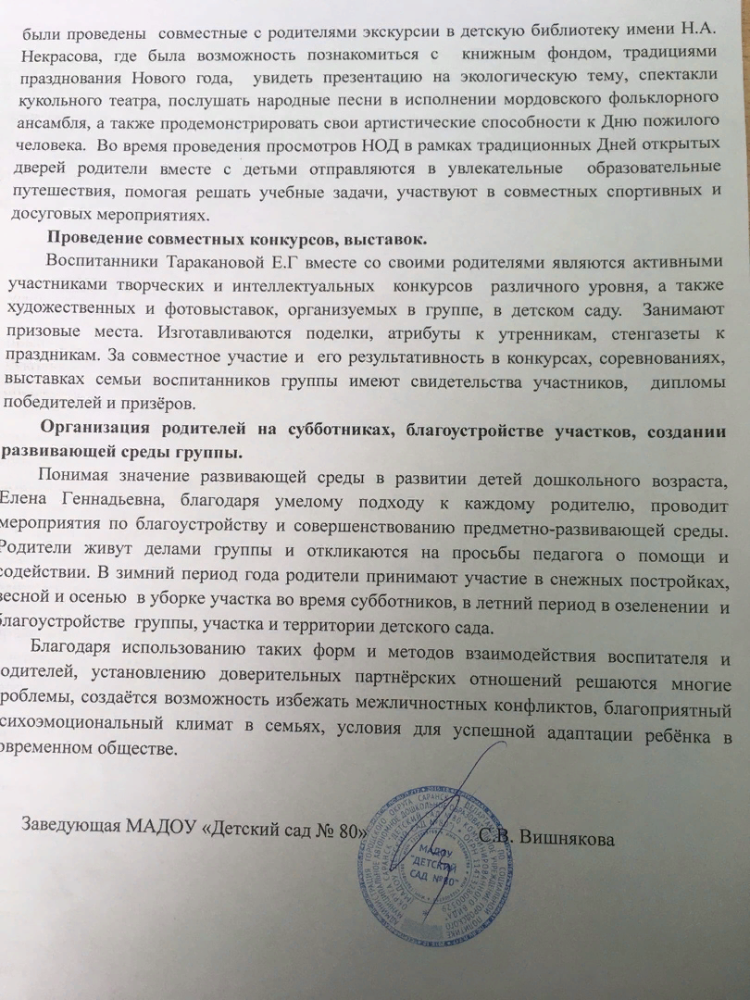 были проведены совместные с родителями экскурсии в детскую библиотеку имени Н.А.
Некрасова, где была возможность познакомиться с книжным фондом, традициями
празднования Нового года, увидеть презентацию на экологическую тему, спектакли
кукольного театра, послушать народные песни в исполнении мордовского фольклорного
ансамбля, а также продемонстрировать свои артистические способности к Дню пожилого
человека. Во время проведения просмотров НОД в рамках традиционных Дней открытых
дверей родители вместе с детьми отправляются в увлекательные образовательные
путешествия, помогая решать учебные задачи, участвуют в совместных спортивных и
досуговых мероприятиях.
Проведение совместных конкурсов, выставок.
Воспитанники Таракановой Е.Г вместе со своими родителями являются активными
участниками творческих и интеллектуальных конкурсов различного уровня, а также
художественных и фотовыставок, организуемых в группе, в детском саду. Занимают
призовые места. Изготавливаются поделки, атрибуты к утренникам, стенгазеты к
праздникам. За совместное участие и его результативность в конкурсах, соревнованиях,
выставках семьи воспитанников группы имеют свидетельства участников, дипломы
победителей и призёров.
Организация родителей на субботниках, благоустройстве участков, создании
развивающей среды группы.
Понимая значение развивающей среды в развитии детей дошкольного возраста,
Елена Геннадьевна, благодаря умелому подходу к каждому родителю, проводит
мероприятия по благоустройству и совершенствованию предметно-развивающей среды.
Родители живут делами группы и откликаются на просьбы педагога о помощи и
содействии. В зимний период года родители принимают участие в снежных постройках,
весной и осенью в уборке участка во время субботников, в летний период в озеленении и
благоустройстве группы, участка и территории детского сада.
Благодаря использованию таких форм и методов взаимодействия воспитателя и
одителей, установлению доверительных партнёрских отношений решаются многие
роблемы, создаётся возможность избежать межличностных конфликтов, благоприятный
сихоэмоциональный климат в семьях, условия для успешной адаптации ребёнка в
овременном обществе.
Заведующая МАДОУ «Детский сад № 80»
С.В. Вишнякова
МАДОУ
"ДЕТСКИЙ
САД №80"